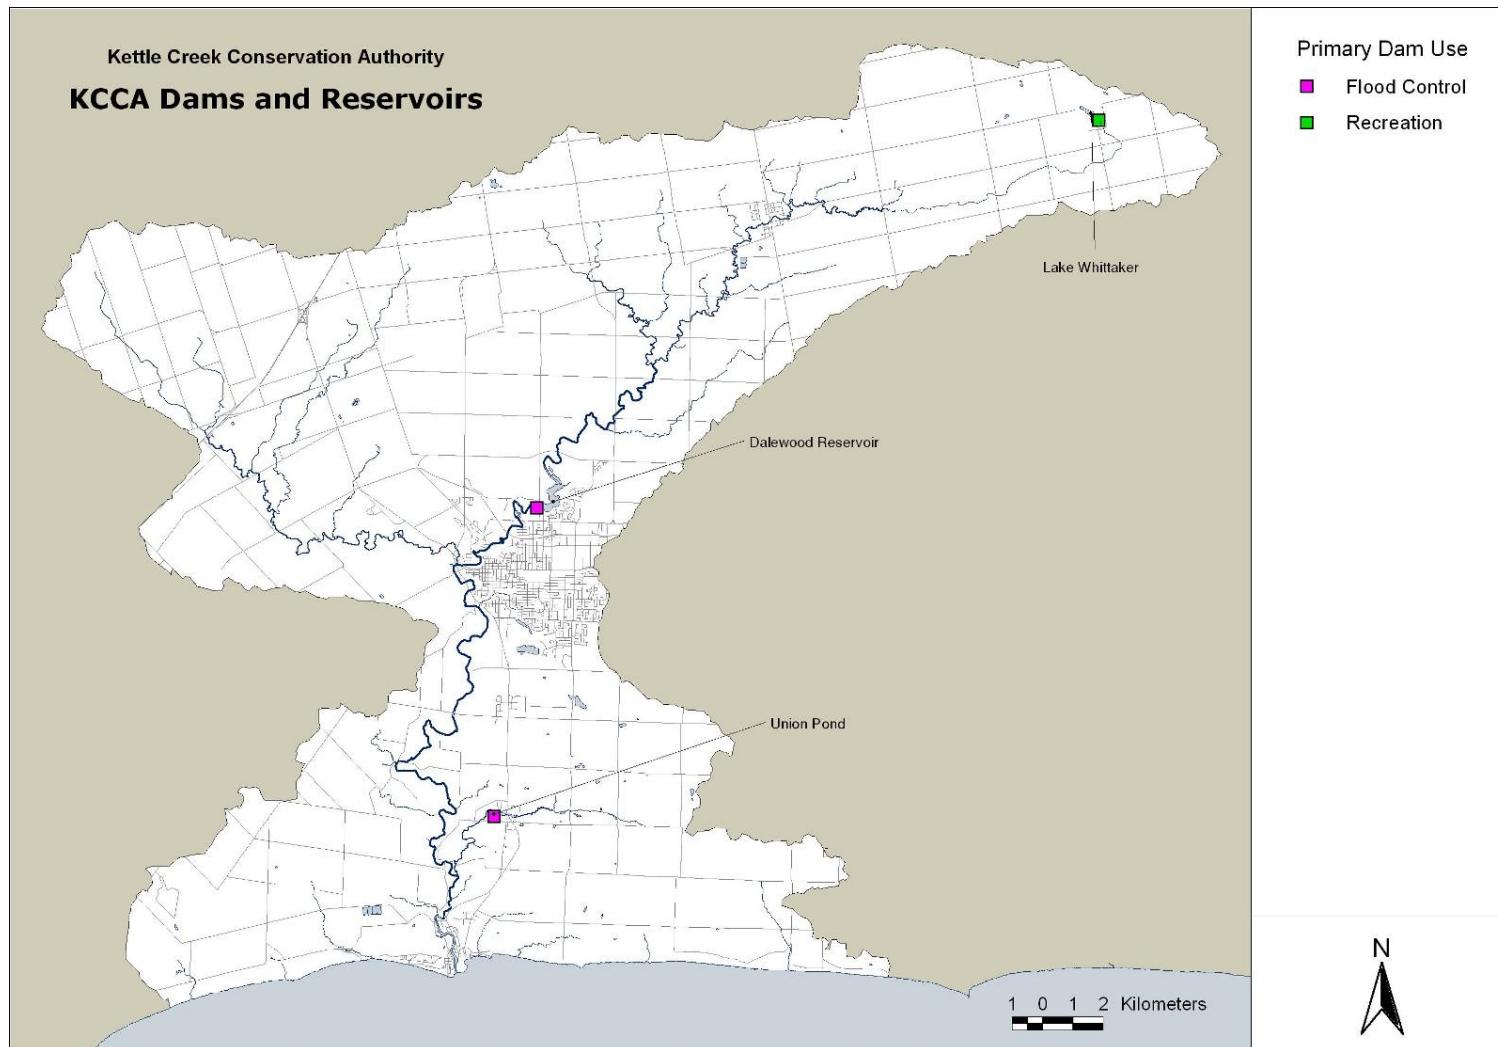 Kettle Creek Conservation Authority
KCCA Dams and Reservoirs
Primary Dam Use
Flood Control
Recreation
Lake Whittaker
Dalewood Reservoir
Union Pond
N
1 0 1 2 Kilometers